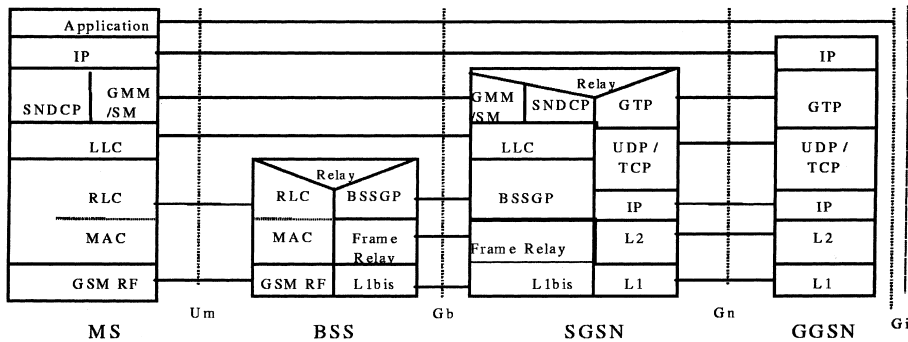 Application
IP
SNDCP
GMM
/SM
LLC
RLC
MAC
GSM RF
MS
Um
Relay
RLC
BSSGP
MAC
Frame
Relay
GSM RF
L1bis
BSS
Gb
Relay
GMM
/SM
SNDCP
GTP
LLC
UDP /
TCP
BSSGP
IP
Frame Relay
L2
L1bis
L1
SGSN
Gn
IP
GTP
UDP /
TCP
IP
L2
L1
GGSN
Gi